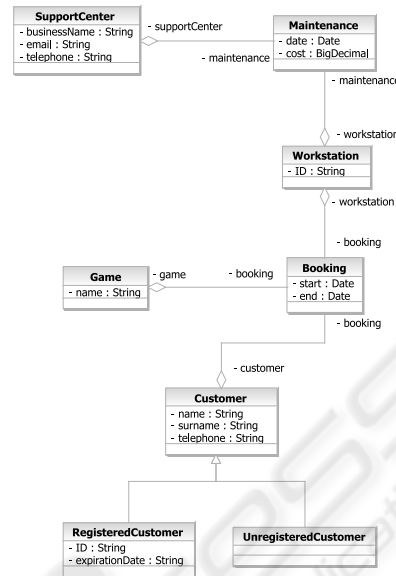 SupportCenter
- businessName : String
- email : String
- telephone : String
- supportCenter
- maintenance
Maintenance
- date : Date
- cost : BigDecimal
- maintenance
- workstation
Workstation
- ID : String
- workstation
- booking
Game
- name : String
- game
- booking
Booking
- start : Date
- end : Date
- booking
- customer
Customer
- name : String
- surname : String
- telephone : String
RegisteredCustomer
- ID : String
- expirationDate : String
UnregisteredCustomer